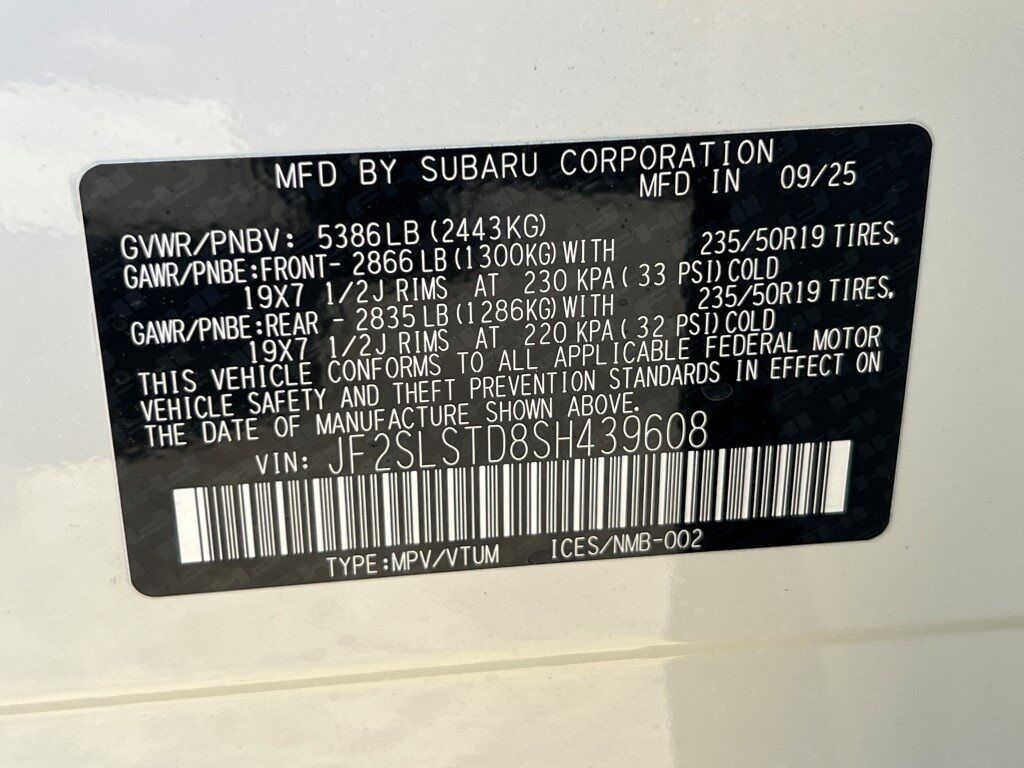 MFD BY SUBARU CORPORATION
MFD IN 09/25
GVWR/PNBV: 5386LB (2443KG)
GAWR/PNBE:FRONT- 2866LB (1300KG) WITH 235/50R19 TIRES,
19X7 1/2J RIMS AT 230 KPA ( 33 PSI) COLD
GAWR/PNBE:REAR - 2835LB (1286KG) WITH 235/50R19 TIRES,
19X7 1/2J RIMS AT 220 KPA ( 32 PSI) COLD
THIS VEHICLE CONFORMS TO ALL APPLICABLE FEDERAL MOTOR
VEHICLE SAFETY AND THEFT PREVENTION STANDARDS IN EFFECT ON
THE DATE OF MANUFACTURE SHOWN ABOVE.
VIN: JF2SLSTD8SH439608
TYPE:MPV/VTUM ICES/NMB-002